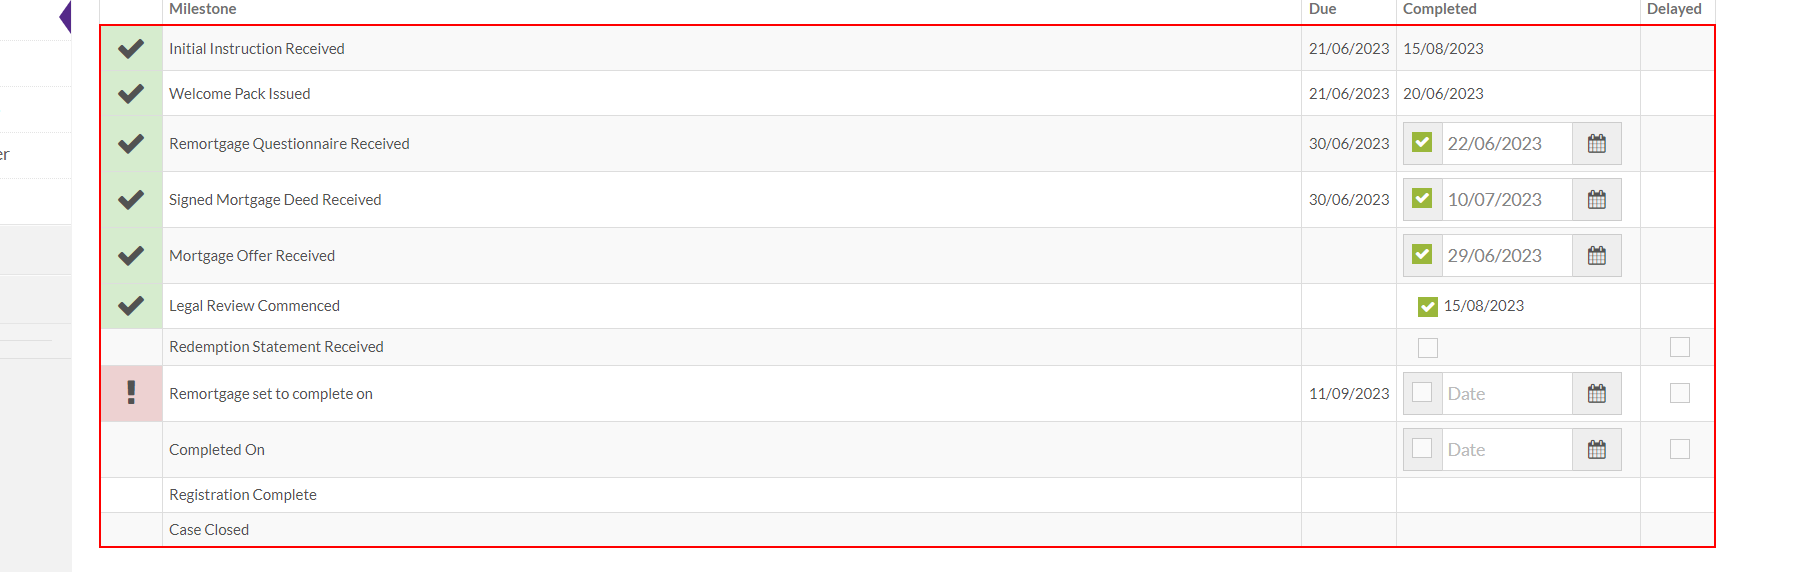 Milestone Due Completed Delayed
Initial Instruction Received 21/06/2023 15/08/2023
Welcome Pack Issued 21/06/2023 20/06/2023
Remortgage Questionnaire Received 30/06/2023 22/06/2023
er
Signed Mortgage Deed Received 30/06/2023 10/07/2023
Mortgage Offer Received 29/06/2023
Legal Review Commenced 15/08/2023
Redemption Statement Received
Remortgage set to complete on 11/09/2023 Date
Completed On Date
Registration Complete
Case Closed